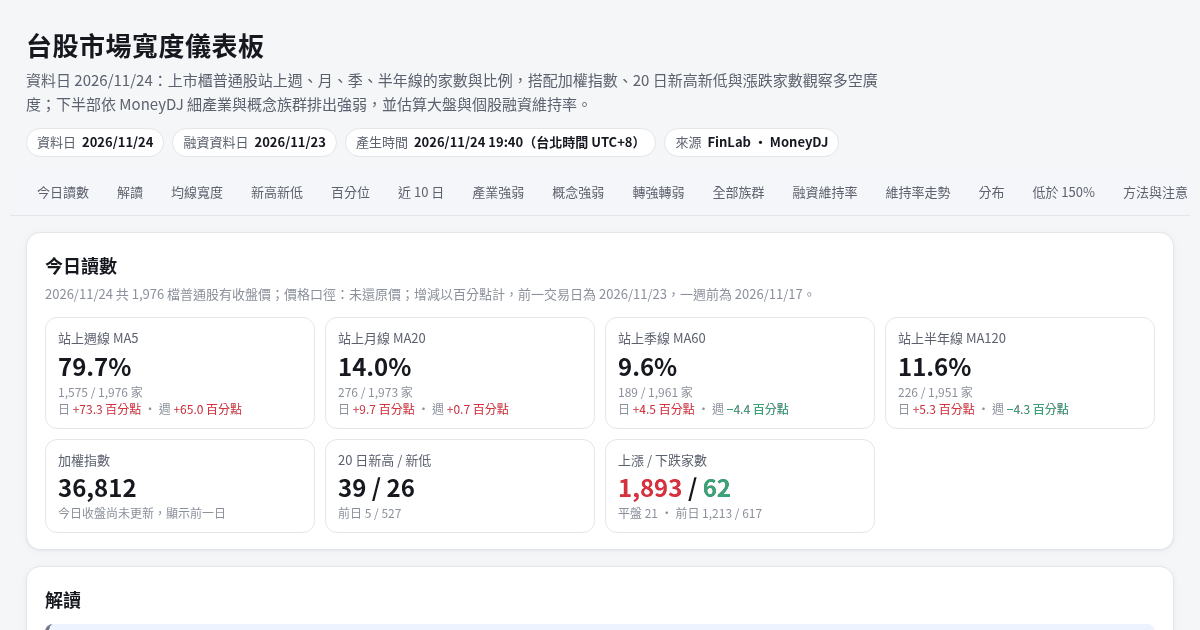 台股市場寬度儀表板
資料日 2026/11/24：上市櫃普通股站上週、月、季、半年線的家數與比例，搭配加權指數、20 日新高新低與漲跌家數觀察多空廣
度；下半部依 MoneyDJ 細產業與概念族群排出強弱，並估算大盤與個股融資維持率。
資料日 2026/11/24 融資資料日 2026/11/23 產生時間 2026/11/24 19:40（台北時間 UTC+8） 來源 FinLab ・ MoneyDJ
今日讀數 解讀 均線寬度 新高新低 百分位 近 10 日 產業強弱 概念強弱 轉強轉弱 全部族群 融資維持率 維持率走勢 分布 低於 150% 方法與注意
今日讀數
2026/11/24 共 1,976 檔普通股有收盤價；價格口徑：未還原價；增減以百分點計，前一交易日為 2026/11/23，一週前為 2026/11/17。
站上週線 MA5
79.7%
1,575 / 1,976 家
日 +73.3 百分點 ・ 週 +65.0 百分點
站上月線 MA20
14.0%
276 / 1,973 家
日 +9.7 百分點 ・ 週 +0.7 百分點
站上季線 MA60
9.6%
189 / 1,961 家
日 +4.5 百分點 ・ 週 −4.4 百分點
站上半年線 MA120
11.6%
226 / 1,951 家
日 +5.3 百分點 ・ 週 −4.3 百分點
加權指數
36,812
今日收盤尚未更新，顯示前一日
20 日新高 / 新低
39 / 26
前日 5 / 527
上漲 / 下跌家數
1,893 / 62
平盤 21 ・ 前日 1,213 / 617
解讀